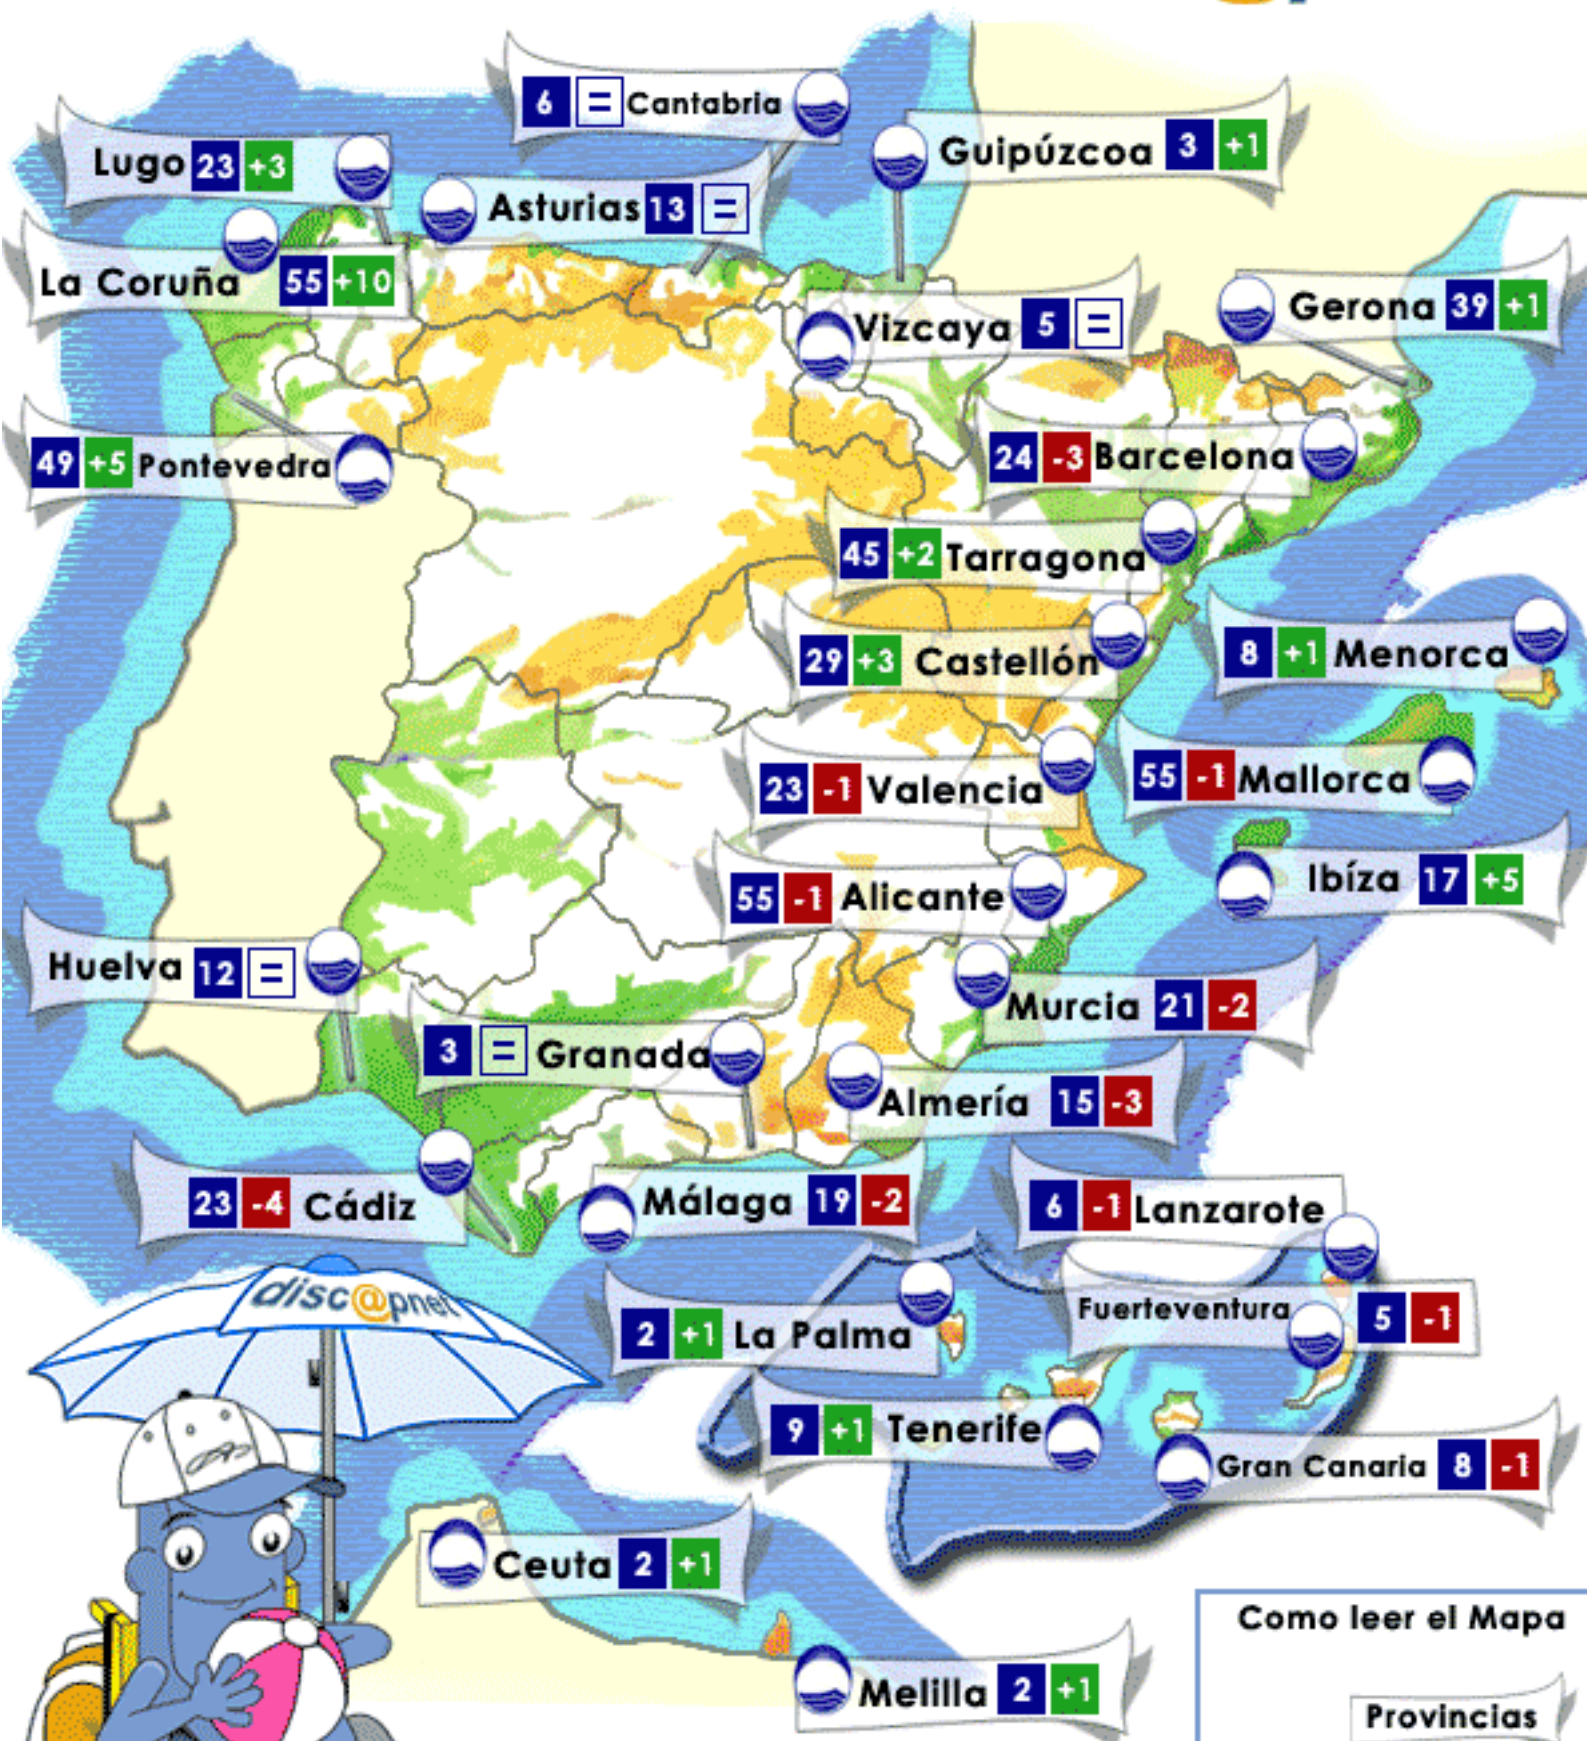 6 = Cantabria
Guipúzcoa 3 +1
Lugo 23 +3
Asturias 13 =
La Coruña 55 +10
Gerona 39 +1
Vizcaya 5 =
49 +5 Pontevedra
24 -3 Barcelona
45 +2 Tarragona
29 +3 Castellón
8 +1 Menorca
23 -1 Valencia
55 -1 Mallorca
55 -1 Alicante
Ibíza 17 +5
Huelva 12 =
Murcia 21 -2
3 = Granada
Almería 15 -3
23 -4 Cádiz
Málaga 19 -2
6 -1 Lanzarote
disc@pnet
2 +1 La Palma
Fuerteventura 5 -1
9 +1 Tenerife
Gran Canaria 8 -1
Ceuta 2 +1
Como leer el Mapa
Melilla 2 +1
Provincias